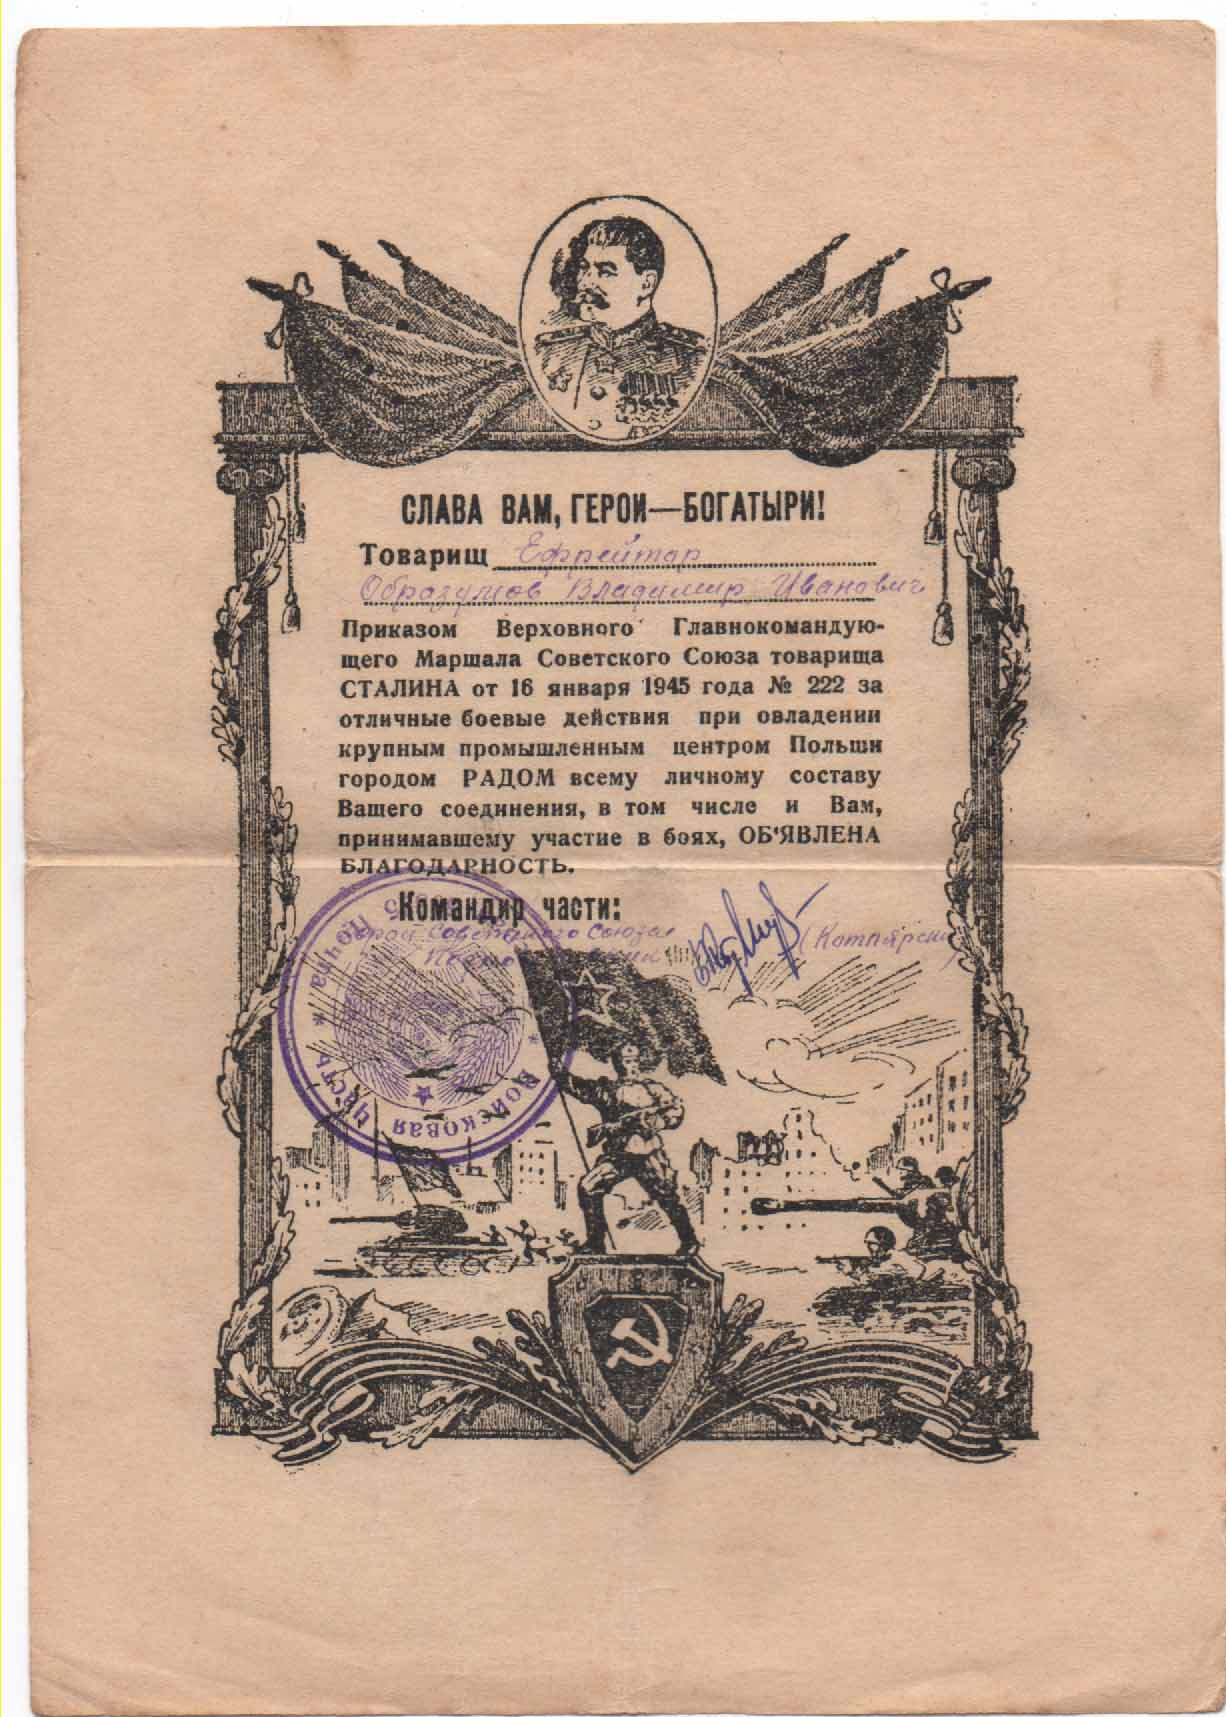 СЛАВА ВАМ, ГЕРОИ—БОГАТЫРИ!
Товарищ Ефрейтор
Образумов Владимир Иванович
Приказом Верховного Главнокомандую-
щего Маршала Советского Союза товарища
СТАЛИНА от 16 января 1945 года № 222 за
отличные боевые действия при овладении
крупным промышленным центром Польши
городом РАДОМ всему личному составу
Вашего соединения, в том числе и Вам,
принимавшему участие в боях, ОБ'ЯВЛЕНА
БЛАГОДАРНОСТЬ.
Командир части:
Герой Советского Союза
Войсковая часть * Почта